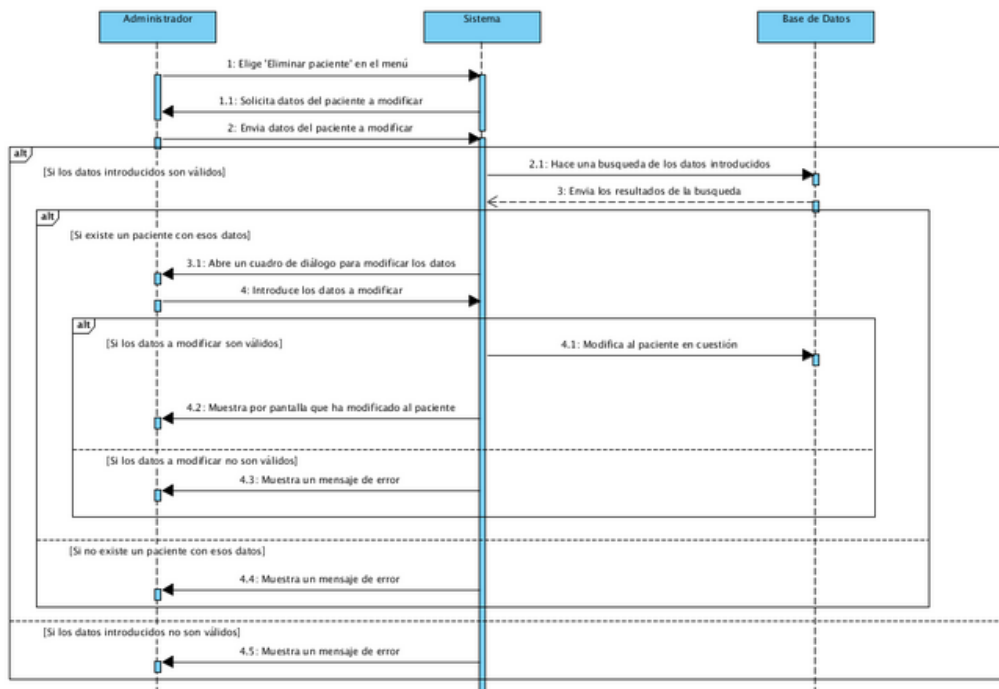 Administrador
Sistema
Base de Datos
1: Elige 'Eliminar paciente' en el menú
1.1: Solicita datos del paciente a modificar
2: Envia datos del paciente a modificar
alt
[Si los datos introducidos son válidos]
2.1: Hace una busqueda de los datos introducidos
3: Envia los resultados de la busqueda
alt
[Si existe un paciente con esos datos]
3.1: Abre un cuadro de diálogo para modificar los datos
4: Introduce los datos a modificar
alt
[Si los datos a modificar son válidos]
4.1: Modifica al paciente en cuestión
4.2: Muestra por pantalla que ha modificado al paciente
[Si los datos a modificar no son válidos]
4.3: Muestra un mensaje de error
[Si no existe un paciente con esos datos]
4.4: Muestra un mensaje de error
[Si los datos introducidos no son válidos]
4.5: Muestra un mensaje de error